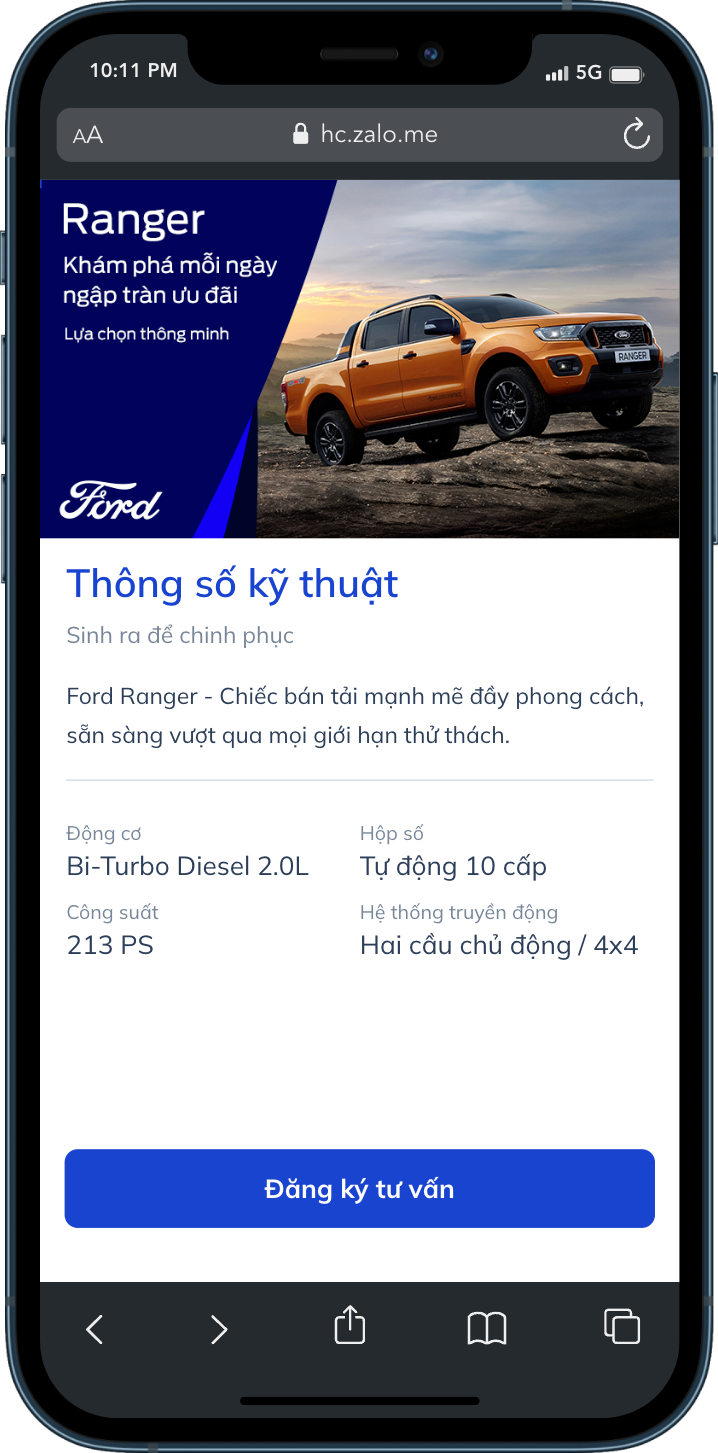 10:11 PM
5G
AA
hc.zalo.me
Ranger
Khám phá mỗi ngày
ngập tràn ưu đãi
Lựa chọn thông minh
RANGER
Ford
Thông số kỹ thuật
Sinh ra để chinh phục
Ford Ranger - Chiếc bán tải mạnh mẽ đầy phong cách,
sẵn sàng vượt qua mọi giới hạn thử thách.
Động cơ
Bi-Turbo Diesel 2.0L
Hộp số
Tự động 10 cấp
Công suất
213 PS
Hệ thống truyền động
Hai cầu chủ động / 4x4
Đăng ký tư vấn